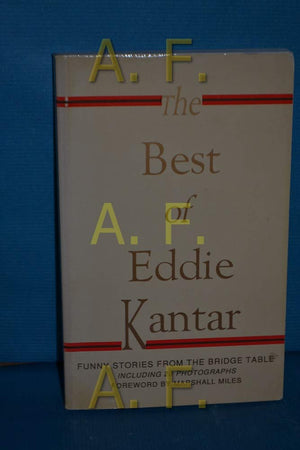 A. F.
The
Best
of
A. F.
Eddie
Kantar
FUNNY STORIES FROM THE BRIDGE TABLE
INCLUDING PHOTOGRAPHS
A. F.
FOREWORD BY MARSHALL MILES